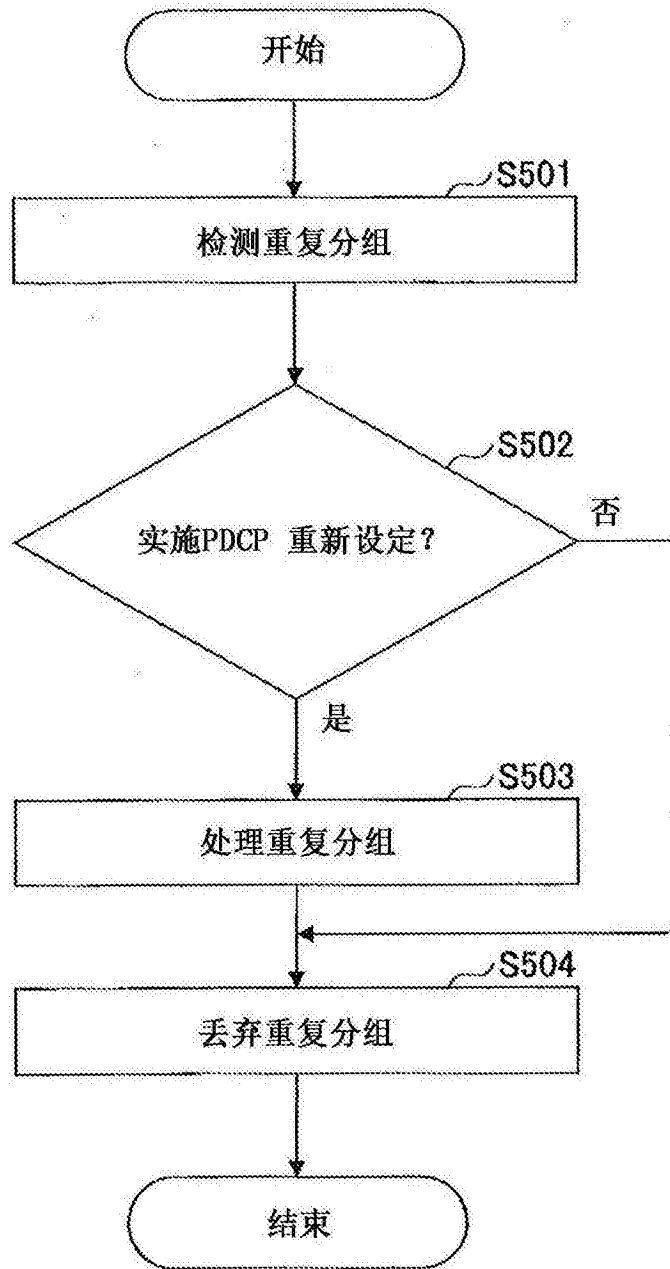 开始
S501
检测重复分组
S502
实施PDCP 重新设定？
否
是
S503
处理重复分组
S504
丢弃重复分组
结束